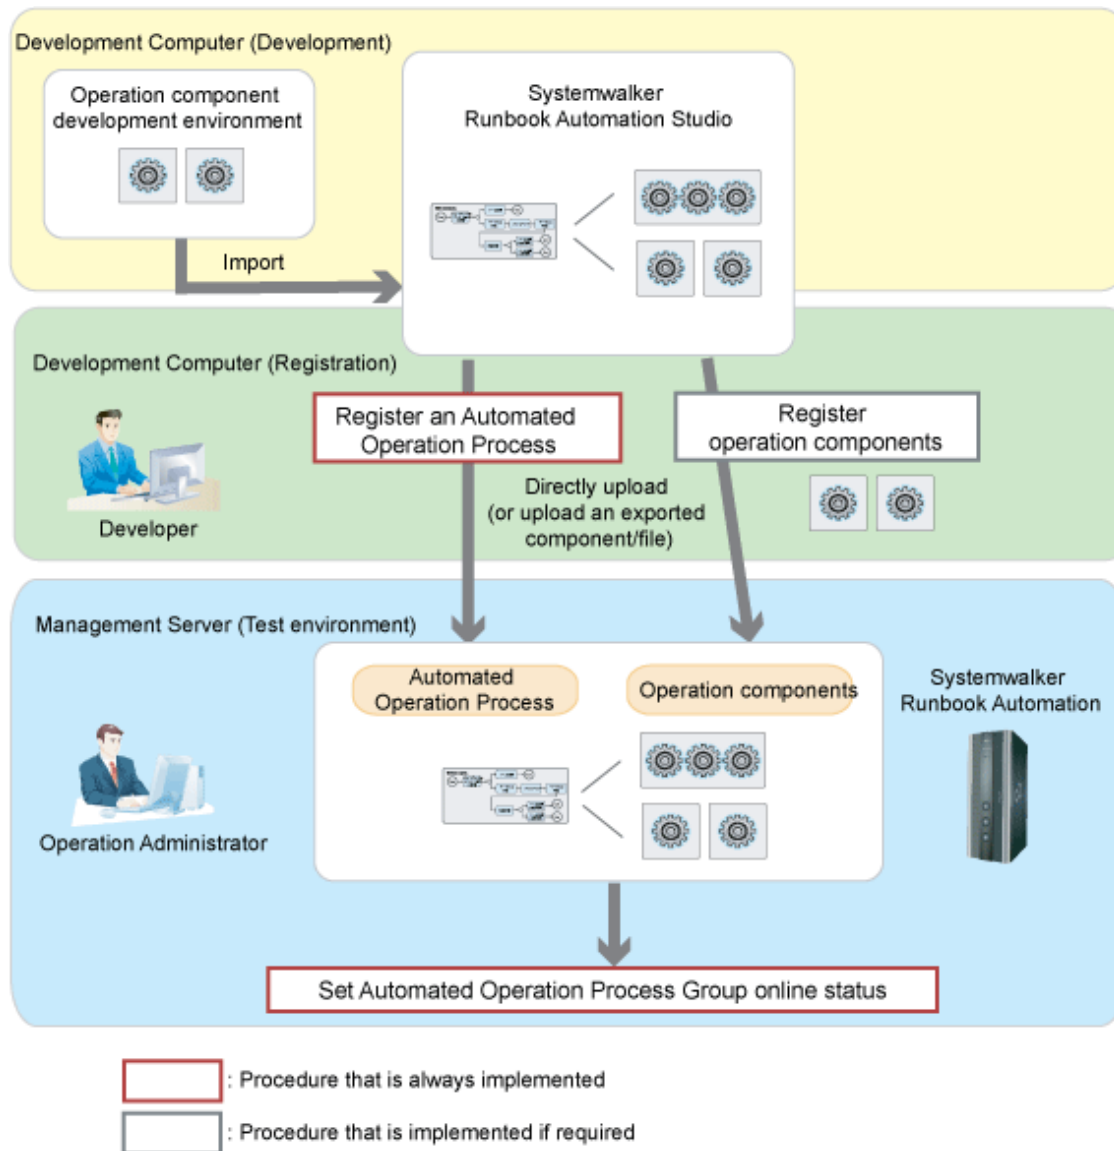 Development Computer (Development)
Operation component
development environment
Systemwalker
Runbook Automation Studio
Import
Development Computer (Registration)
Register an Automated
Operation Process
Register
operation components
Directly upload
(or upload an exported
component/file)
Developer
Management Server (Test environment)
Automated
Operation Process
Operation components
Systemwalker
Runbook Automation
Operation Administrator
Set Automated Operation Process Group online status
: Procedure that is always implemented
: Procedure that is implemented if required